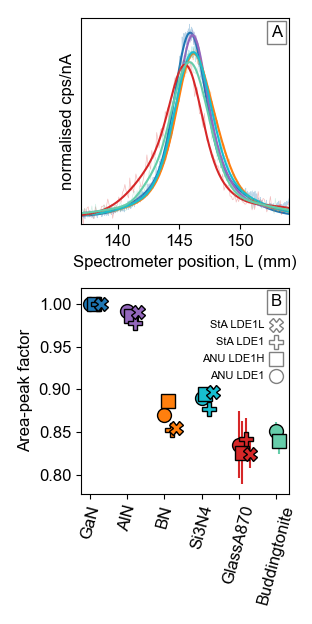 A
normalised cps/nA
140
145
150
Spectrometer position, L (mm)
B
1.00
0.95
0.90
0.85
0.80
Area-peak factor
StA LDE1L
StA LDE1
ANU LDE1H
ANU LDE1
GaN
AlN
BN
Si3N4
GlassA870
Buddingtonite